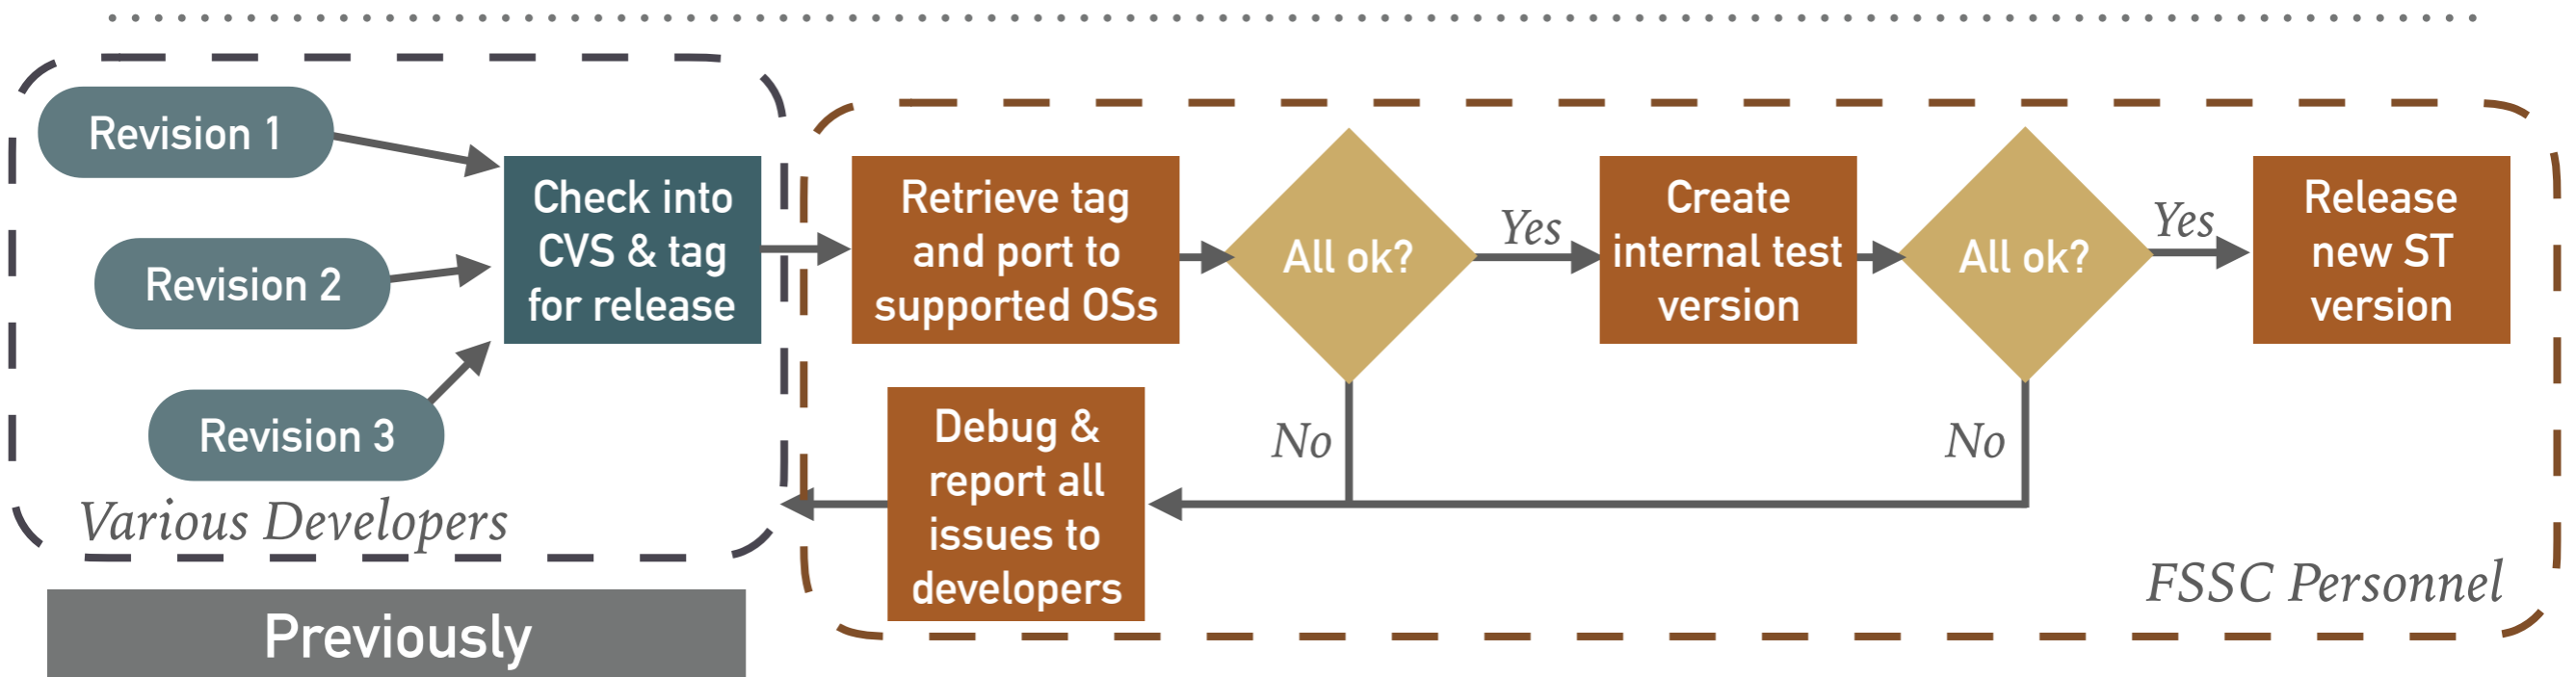 Revision 1
Revision 2
Revision 3
Various Developers
Check into
CVS & tag
for release
Retrieve tag
and port to
supported OSs
All ok?
Yes
No
Create
internal test
version
All ok?
Yes
No
Release
new ST
version
Debug &
report all
issues to
developers
FSSC Personnel
Previously